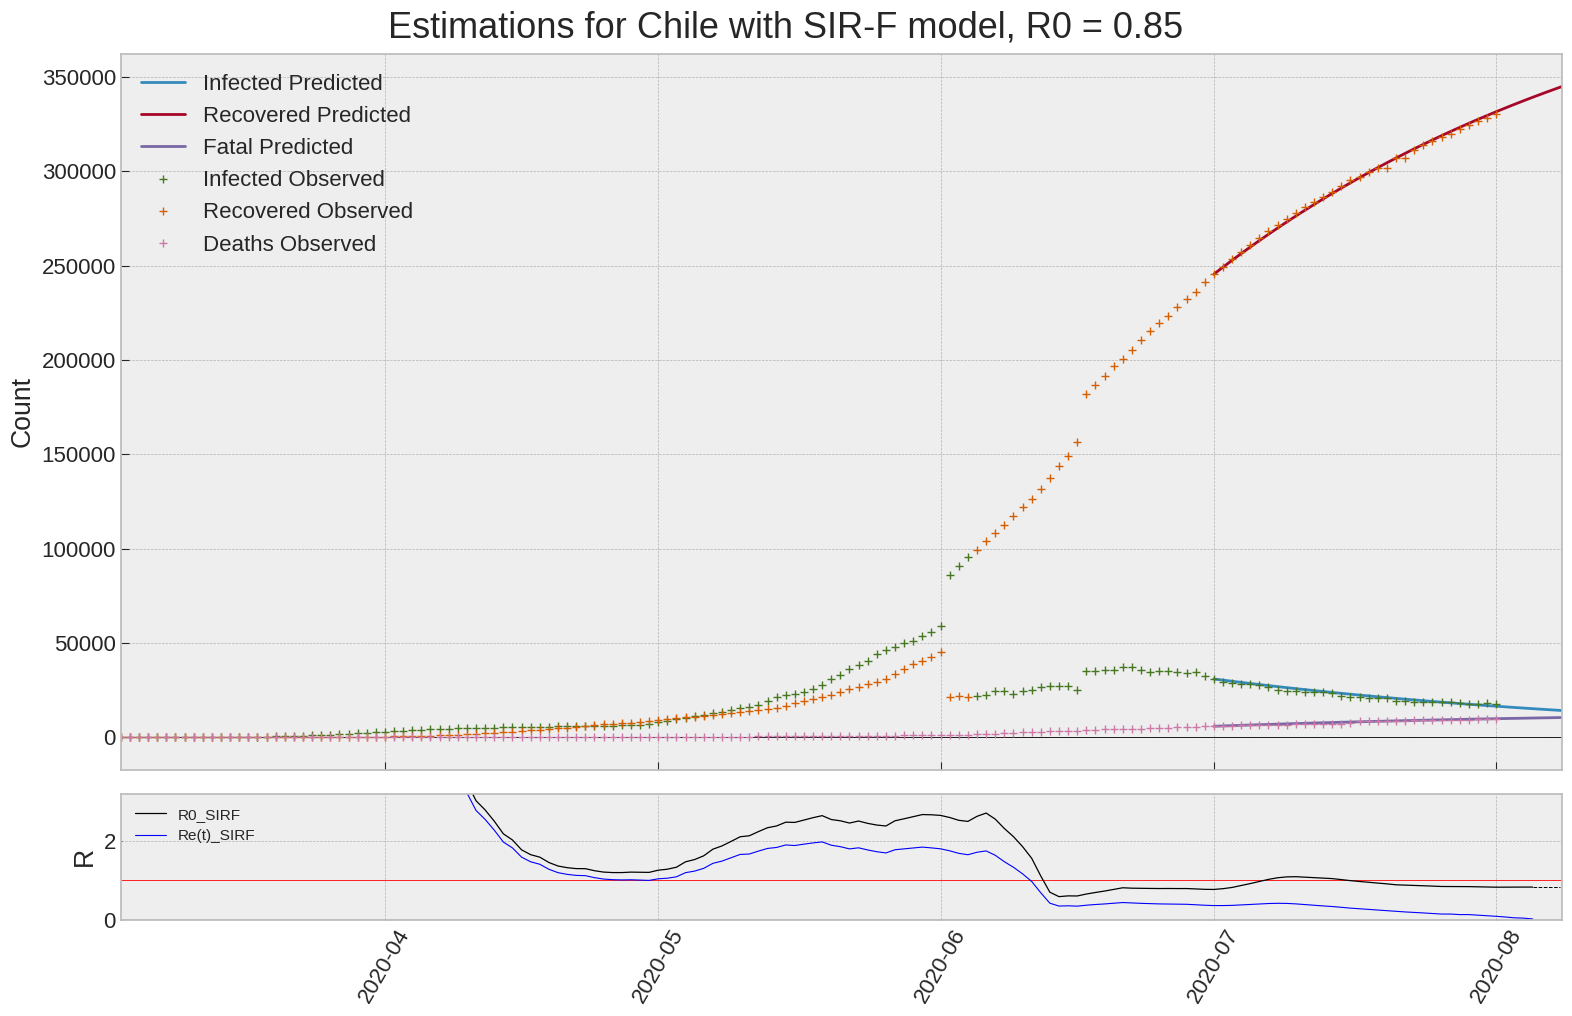 Estimations for Chile with SIR-F model, R0 = 0.85
350000
300000
250000
200000
150000
100000
50000
0
Count
Infected Predicted
Recovered Predicted
Fatal Predicted
Infected Observed
Recovered Observed
Deaths Observed
R
2
0
R0_SIRF
Re(t)_SIRF
2020-04
2020-05
2020-06
2020-07
2020-08